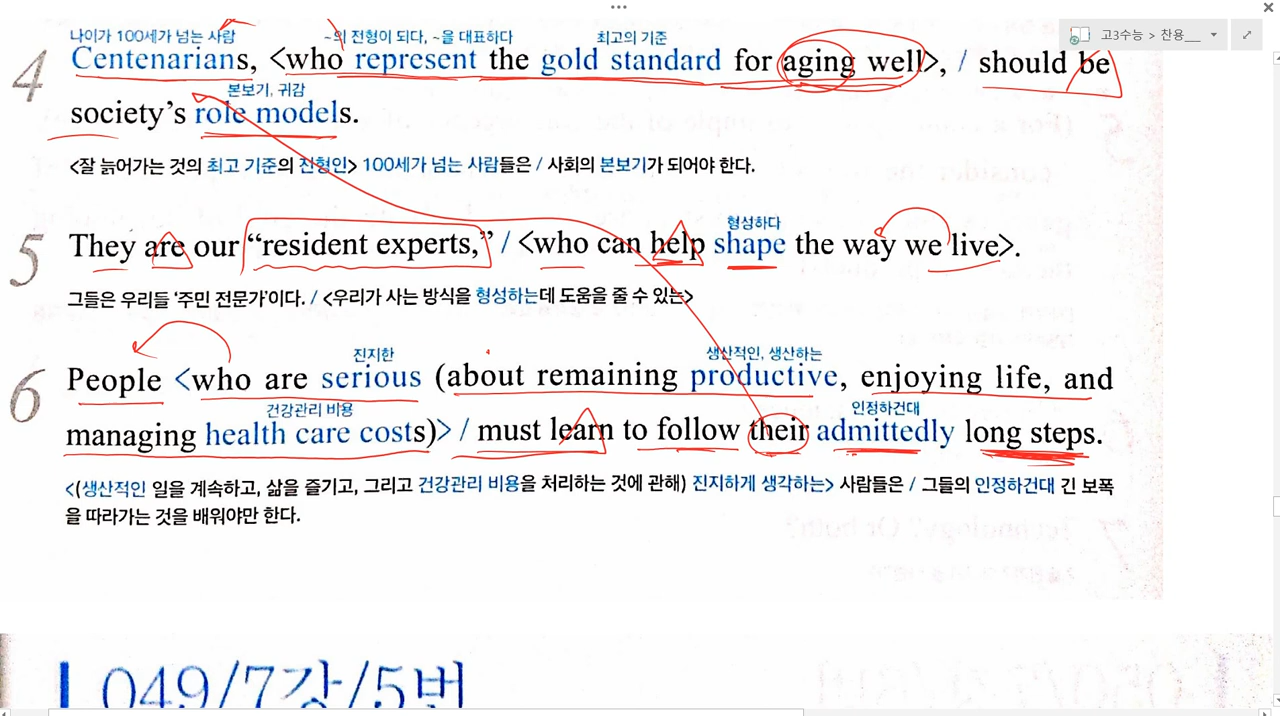 고3수능 > 찬용__
나이가 100세가 넘는 사람 ~의 전형이 되다, ~을 대표하다 최고의 기준
4 Centenarians, <who represent the gold standard for aging well>, / should be
본보기, 귀감
society's role models.
<잘 늙어가는 것의 최고 기준의 전형인> 100세가 넘는 사람들은 / 사회의 본보기가 되어야 한다.
형성하다
5 They are our “resident experts,” / <who can help shape the way we live>.
그들은 우리들 ‘주민 전문가’이다. / <우리가 사는 방식을 형성하는데 도움을 줄 수 있는>
진지한 생산적인, 생산하는
6 People <who are serious (about remaining productive, enjoying life, and
건강관리 비용 인정하건대
managing health care costs)> / must learn to follow their admittedly long steps.
<(생산적인 일을 계속하고, 삶을 즐기고, 그리고 건강관리 비용을 처리하는 것에 관해) 진지하게 생각하는> 사람들은 / 그들의 인정하건대 긴 보폭
을 따라가는 것을 배워야만 한다.
049/7강/5번